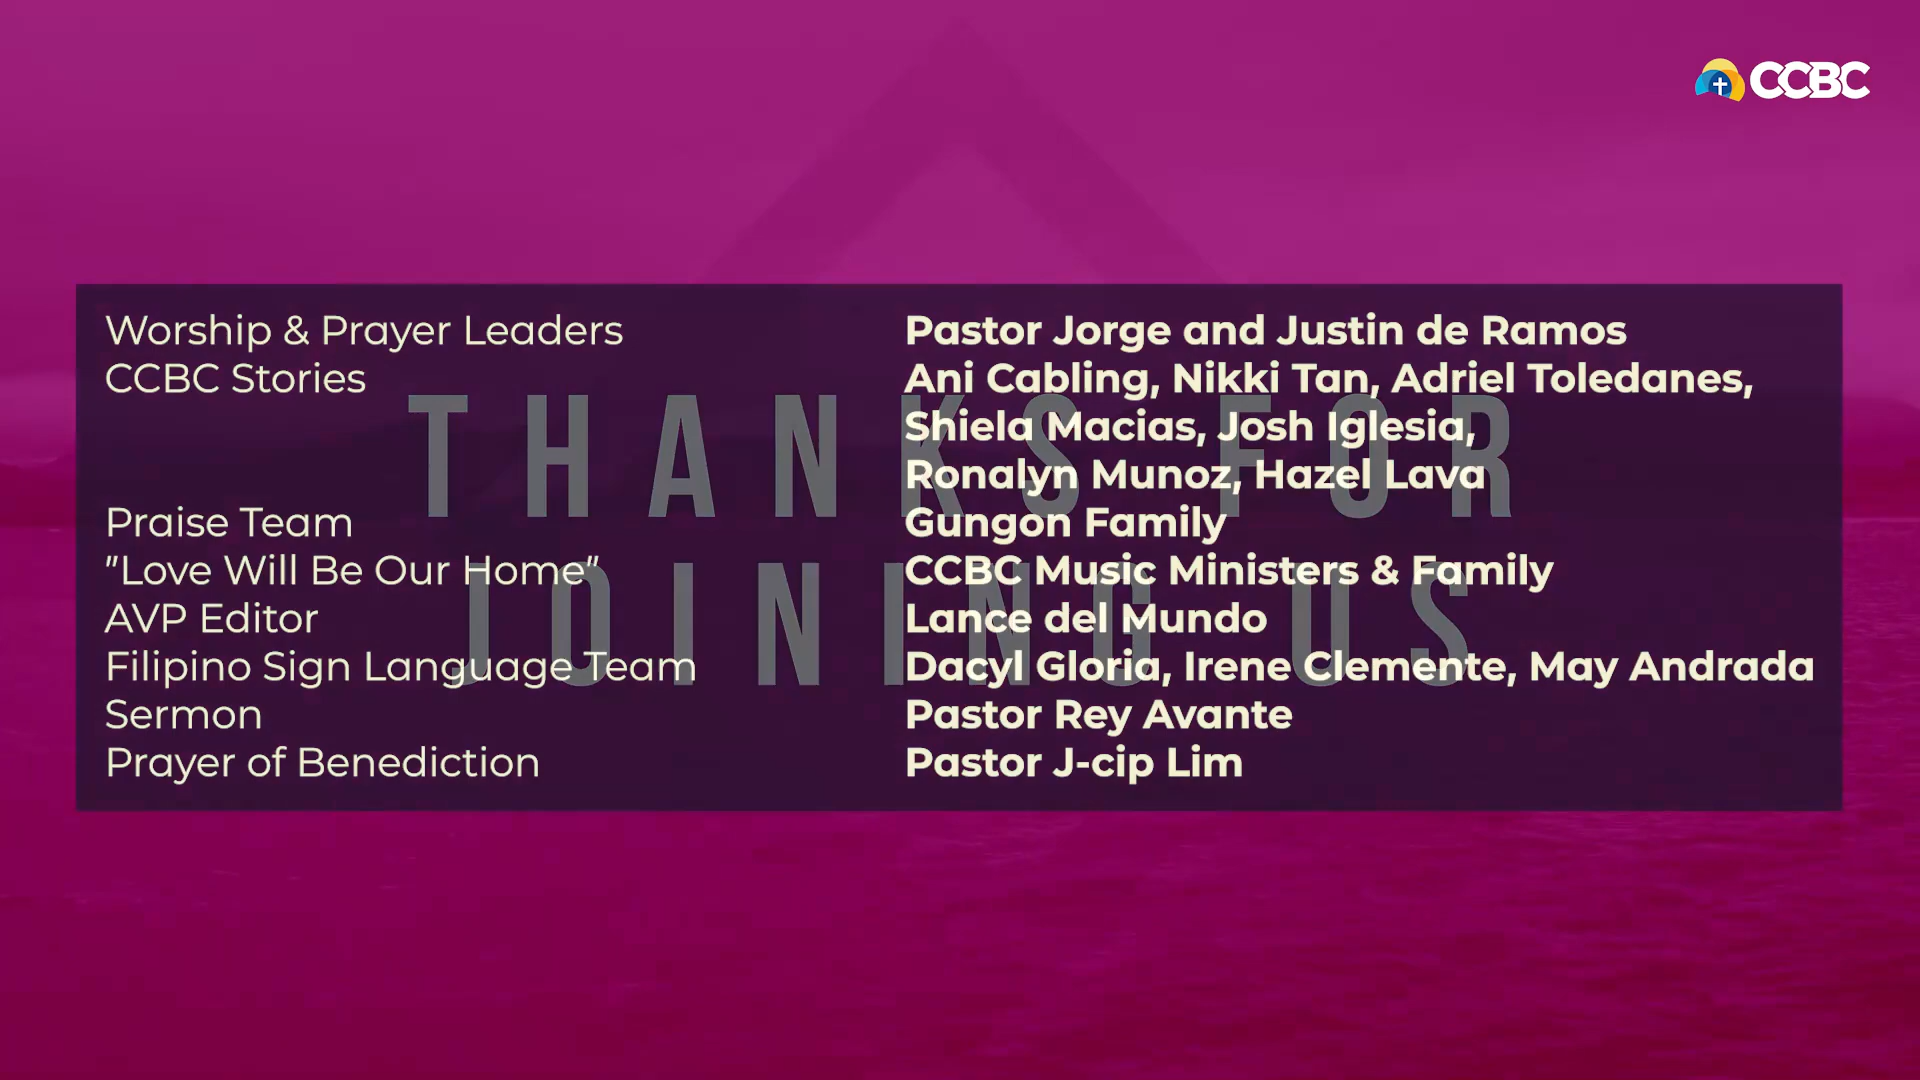 CCBC
Worship & Prayer Leaders Pastor Jorge and Justin de Ramos
CCBC Stories Ani Cabling, Nikki Tan, Adriel Toledanes,
Shiela Macias, Josh Iglesia,
Ronalyn Munoz, Hazel Lava
Praise Team Gungon Family
"Love Will Be Our Home" CCBC Music Ministers & Family
AVP Editor Lance del Mundo
Filipino Sign Language Team Dacyl Gloria, Irene Clemente, May Andrada
Sermon Pastor Rey Avante
Prayer of Benediction Pastor J-cip Lim
THANKS FOR
JOINING US